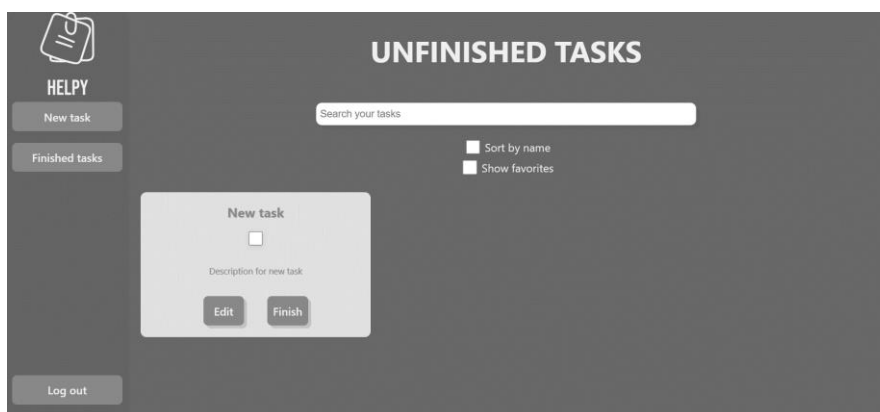 HELPY
New task
Finished tasks
Log out
UNFINISHED TASKS
Search your tasks
Sort by name
Show favorites
New task
Description for new task
Edit
Finish